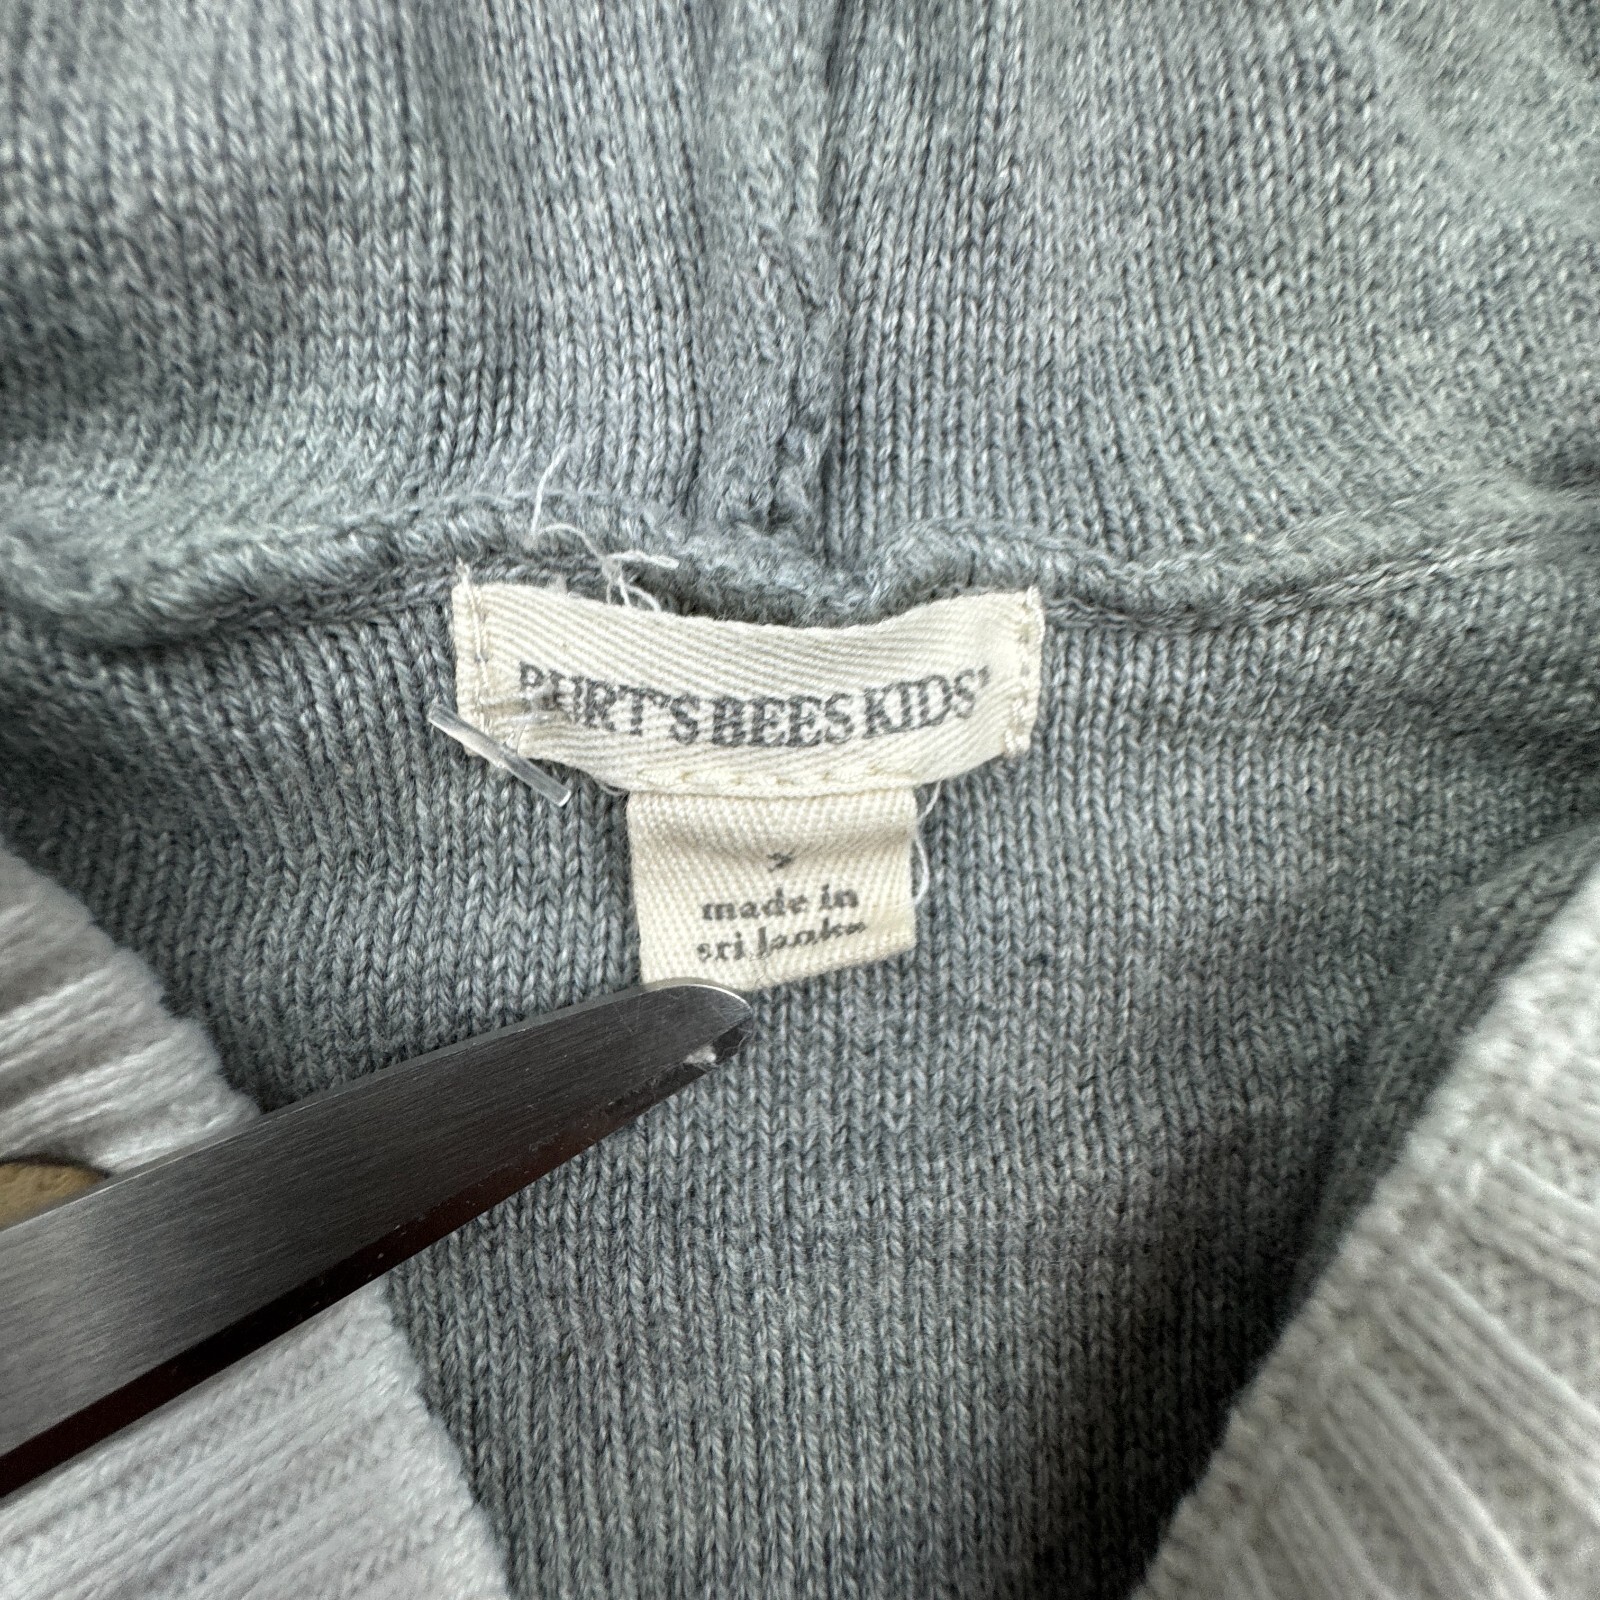 BURT'S BEES KIDS
made in
sri lanka